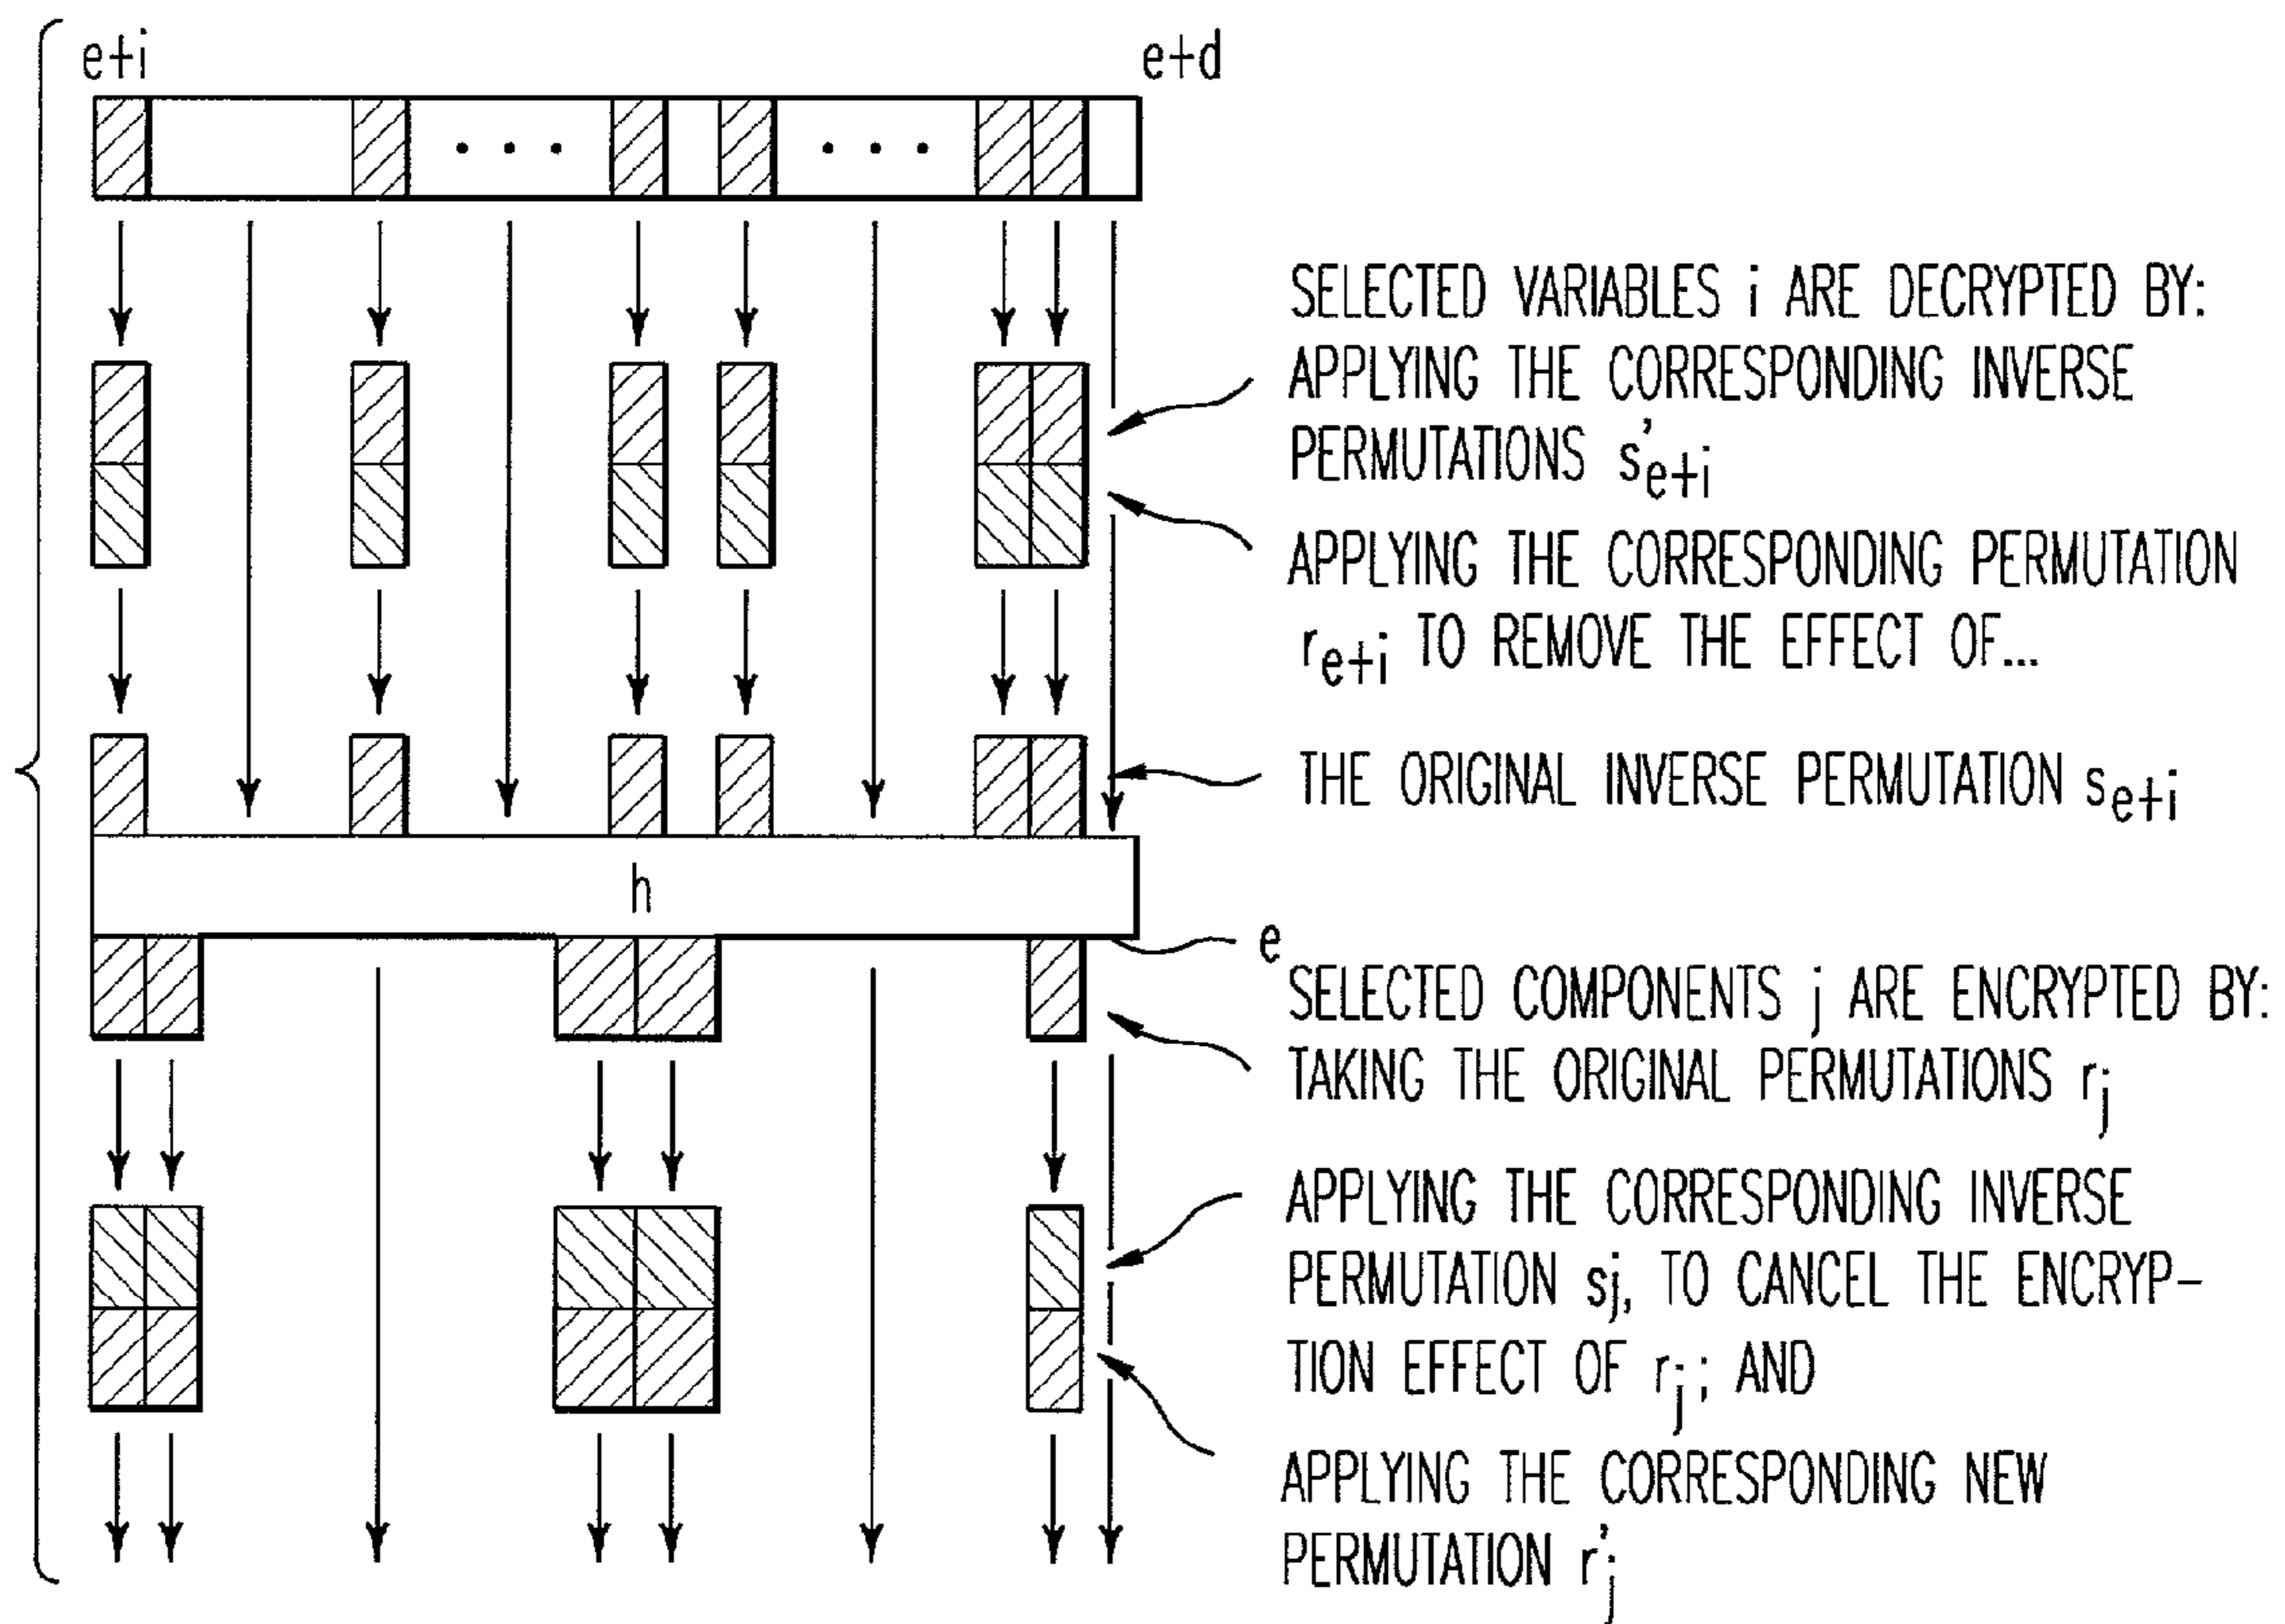 e+i
e+d
• • •
• • •
SELECTED VARIABLES i ARE DECRYPTED BY:
APPLYING THE CORRESPONDING INVERSE
PERMUTATIONS s'e+i
APPLYING THE CORRESPONDING PERMUTATION
re+i TO REMOVE THE EFFECT OF...
THE ORIGINAL INVERSE PERMUTATION se+i
h
e
SELECTED COMPONENTS j ARE ENCRYPTED BY:
TAKING THE ORIGINAL PERMUTATIONS rj
APPLYING THE CORRESPONDING INVERSE
PERMUTATION sj, TO CANCEL THE ENCRYP-
TION EFFECT OF rj; AND
APPLYING THE CORRESPONDING NEW
PERMUTATION r'j